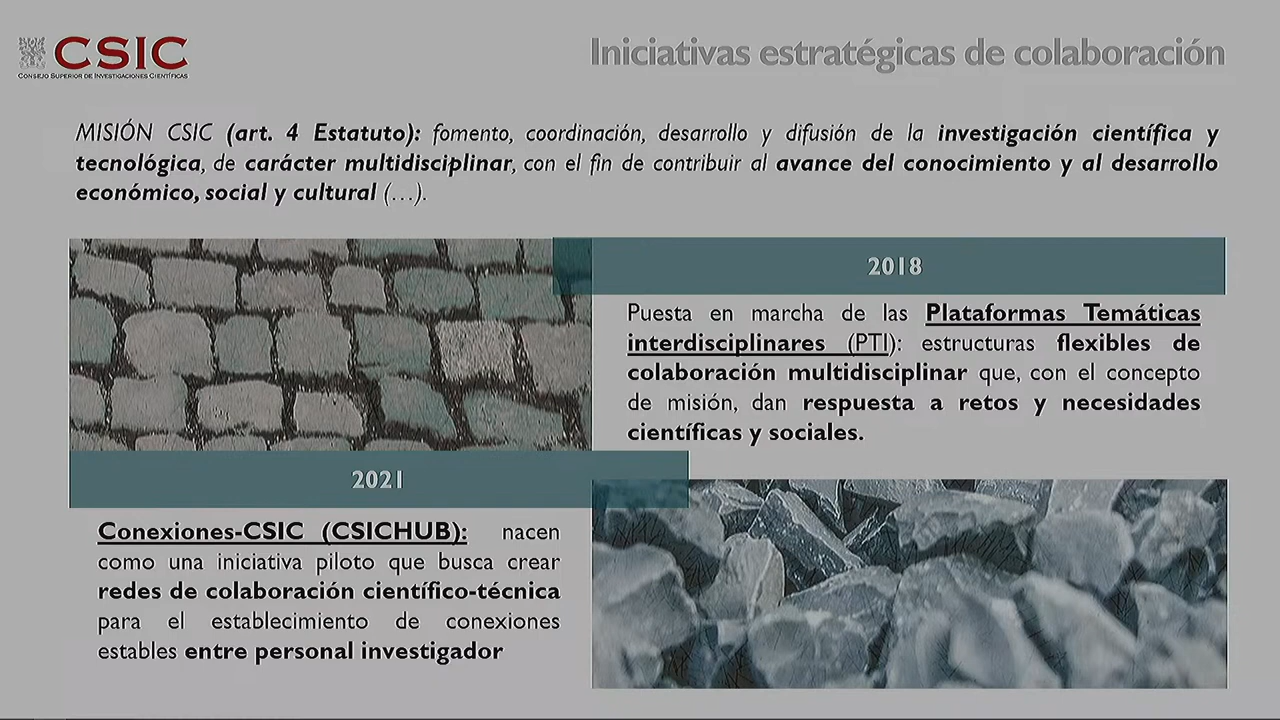 CSIC
CONSEJO SUPERIOR DE INVESTIGACIONES CIENTÍFICAS
Iniciativas estratégicas de colaboración
MISIÓN CSIC (art. 4 Estatuto): fomento, coordinación, desarrollo y difusión de la investigación científica y
tecnológica, de carácter multidisciplinar, con el fin de contribuir al avance del conocimiento y al desarrollo
económico, social y cultural (…).
2018
Puesta en marcha de las Plataformas Temáticas
interdisciplinares (PTI): estructuras flexibles de
colaboración multidisciplinar que, con el concepto
de misión, dan respuesta a retos y necesidades
científicas y sociales.
2021
Conexiones-CSIC (CSICHUB): nacen
como una iniciativa piloto que busca crear
redes de colaboración científico-técnica
para el establecimiento de conexiones
estables entre personal investigador